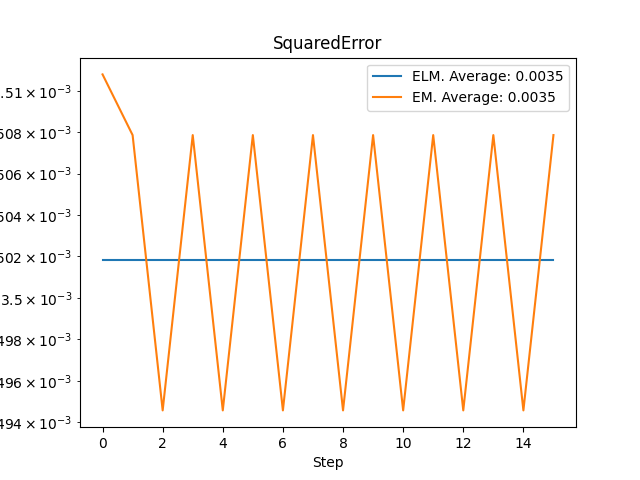 SquaredError
ELM. Average: 0.0035
EM. Average: 0.0035
.51 × 10⁻³
508 × 10⁻³
506 × 10⁻³
504 × 10⁻³
502 × 10⁻³
3.5 × 10⁻³
498 × 10⁻³
496 × 10⁻³
494 × 10⁻³
0 2 4 6 8 10 12 14
Step